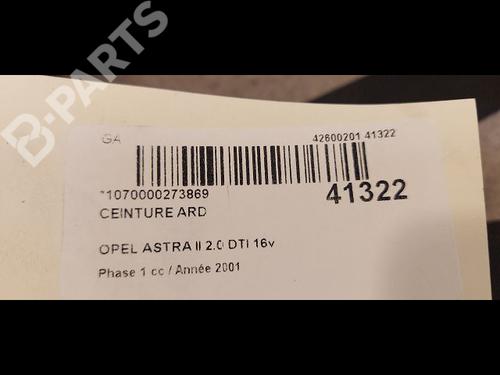 B-PARTS
GA 42600201 41322
*1070000273869 41322
CEINTURE ARD
OPEL ASTRA II 2.0 DTI 16v
Phase 1 cc / Année 2001